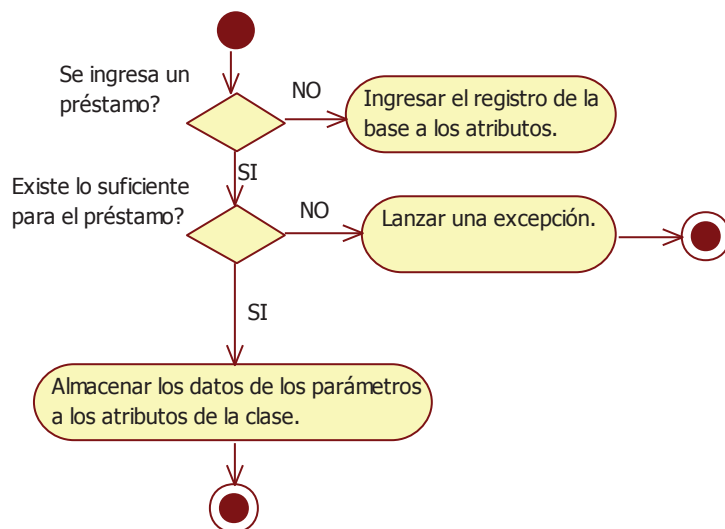 Se ingresa un
préstamo?
NO
Ingresar el registro de la
base a los atributos.
SI
Existe lo suficiente
para el préstamo?
NO
Lanzar una excepción.
SI
Almacenar los datos de los parámetros
a los atributos de la clase.